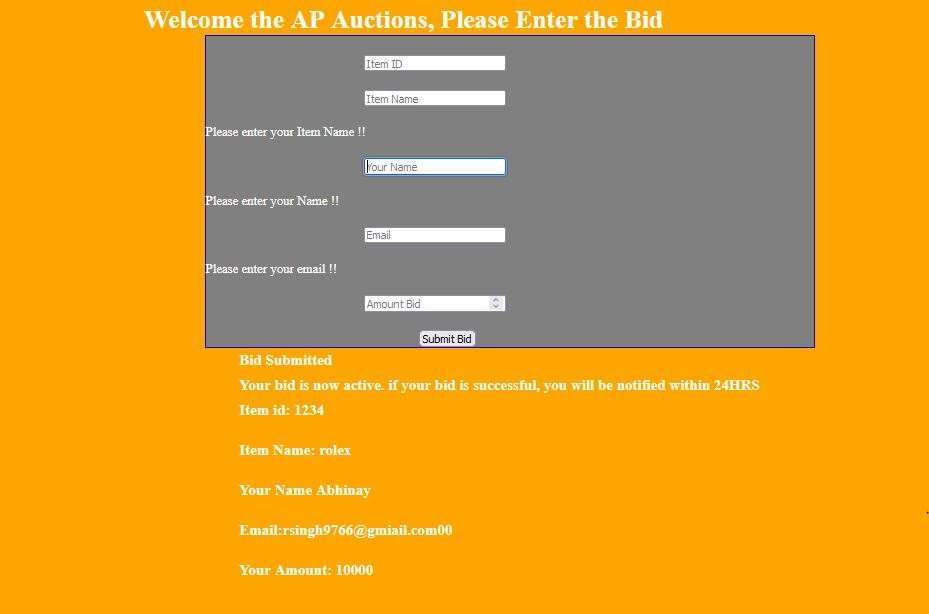 Welcome the AP Auctions, Please Enter the Bid
Item ID
Item Name
Please enter your Item Name !!
Your Name
Please enter your Name !!
Email
Please enter your email !!
Amount Bid
Submit Bid
Bid Submitted
Your bid is now active. if your bid is successful, you will be notified within 24HRS
Item id: 1234
Item Name: rolex
Your Name Abhinay
Email:rsingh9766@gmiail.com00
Your Amount: 10000